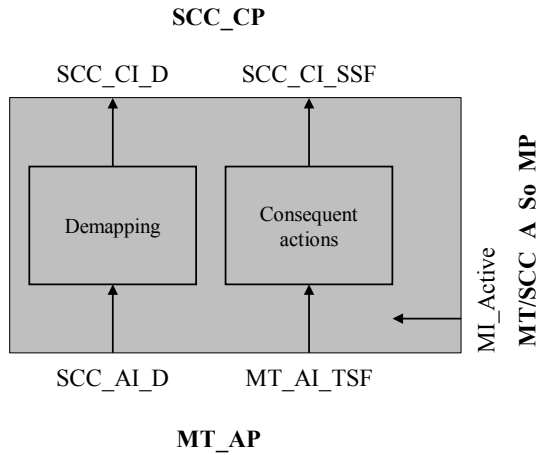 SCC_CP
SCC_CI_D SCC_CI_SSF
Demapping
Consequent
actions
MI_Active
MT/SCC_A_So_MP
SCC_AI_D MT_AI_TSF
MT_AP